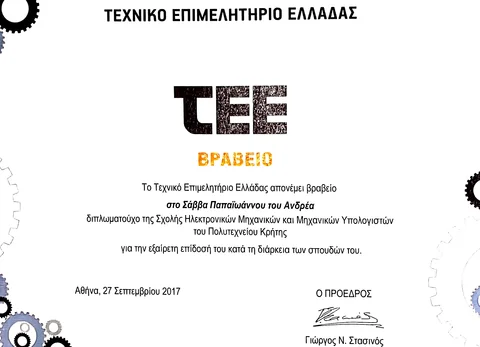 ΤΕΧΝΙΚΟ ΕΠΙΜΕΛΗΤΗΡΙΟ ΕΛΛΑΔΑΣ
ΤΕΕ
ΒΡΑΒΕΙΟ
Το Τεχνικό Επιμελητήριο Ελλάδας απονέμει βραβείο
στο Σάββα Παπαϊωάννου του Ανδρέα
διπλωματούχο της Σχολής Ηλεκτρονικών Μηχανικών και Μηχανικών Υπολογιστών
του Πολυτεχνείου Κρήτης
για την εξαίρετη επίδοσή του κατά τη διάρκεια των σπουδών του.
Αθήνα, 27 Σεπτεμβρίου 2017
Ο ΠΡΟΕΔΡΟΣ
Γιώργος Ν. Στασινός